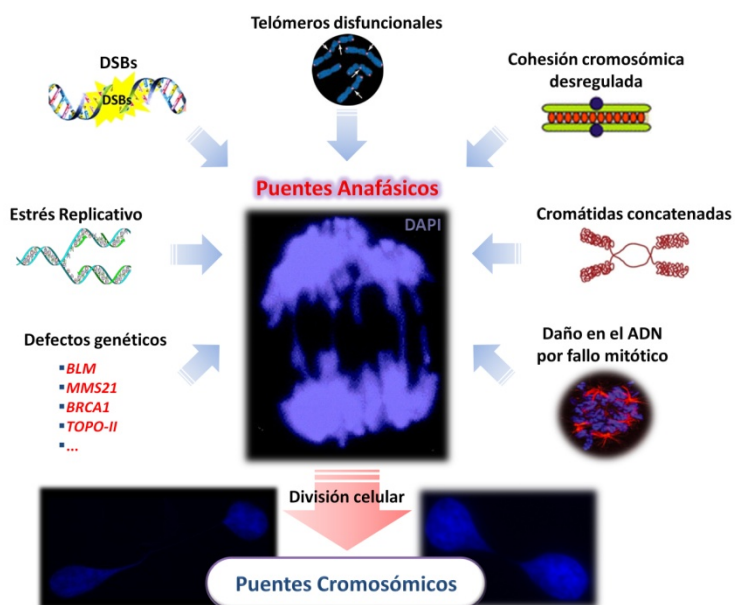 Telómeros disfuncionales
DSBs
DSBs
Cohesión cromosómica
desregulada
Puentes Anafásicos
DAPI
Estrés Replicativo
Cromátidas concatenadas
Defectos genéticos
▪BLM
▪MMS21
▪BRCA1
▪TOPO-II
▪...
Daño en el ADN
por fallo mitótico
División celular
Puentes Cromosómicos